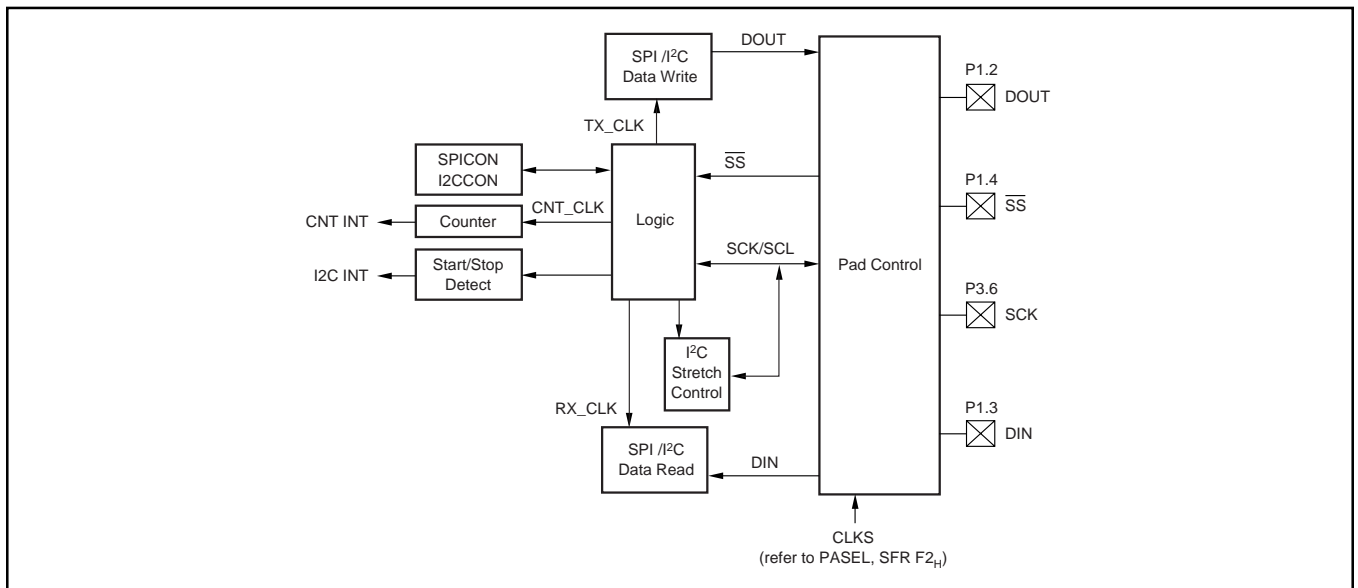 SPI /I²C
Data Write
DOUT
TX_CLK
SPICON
I2CCON
SS
CNT INT
Counter
CNT_CLK
Logic
I2C INT
Start/Stop
Detect
SCK/SCL
Pad Control
I²C
Stretch
Control
RX_CLK
SPI /I²C
Data Read
DIN
P1.2
DOUT
P1.4
SS
P3.6
SCK
P1.3
DIN
CLKS
(refer to PASEL, SFR F2H)